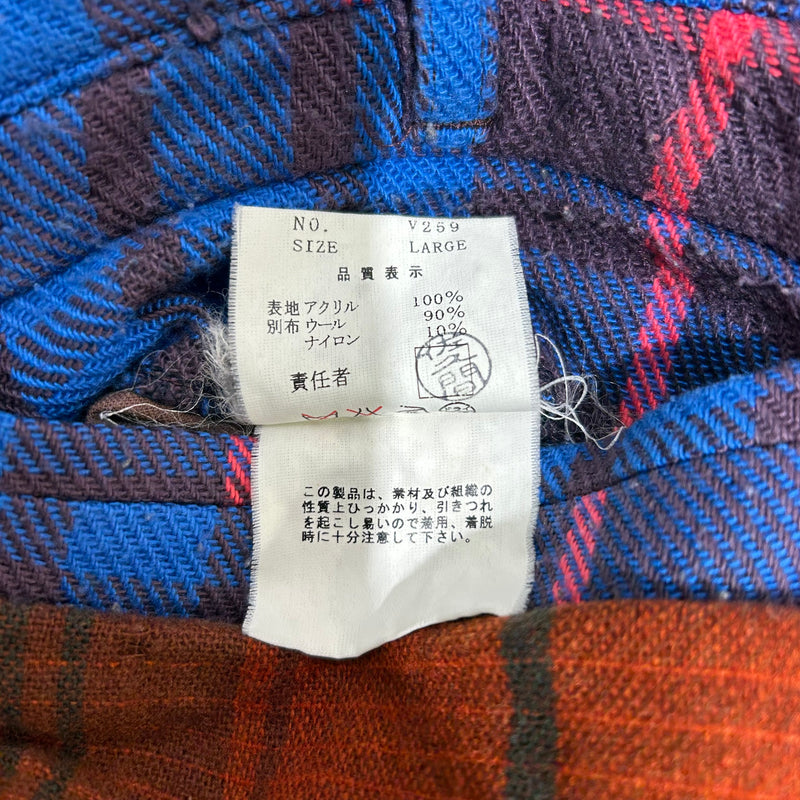 NO. V259
SIZE LARGE
品質表示
表地 アクリル 100%
別布 ウール 90%
ナイロン 10%
責任者 佐久間
この製品は、素材及び組織の
性質上ひっかかり、引きつれ
を起こし易いので着用、着脱
時に十分注意して下さい。